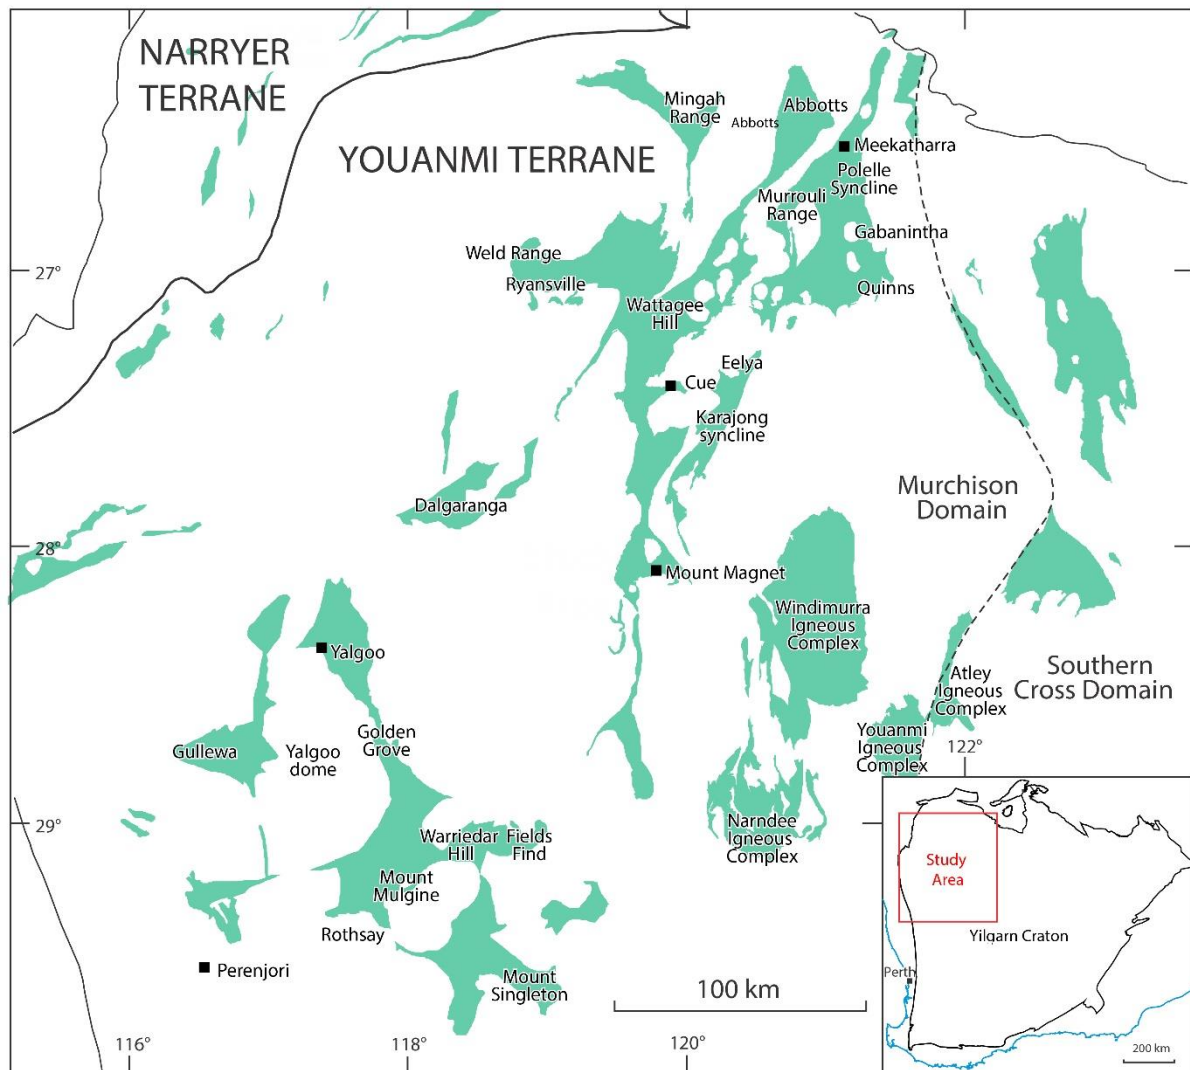 NARRYER
TERRANE
YOUANMI TERRANE
Mingah
Range
Abbotts
Abbotts
Meekatharra
Polelle
Syncline
Murrouli
Range
Gabanintha
Weld Range
Ryansville
Quinns
Wattagee
Hill
27°
Eelya
Cue
Karajong
syncline
Dalgaranga
Murchison
Domain
28°
Mount Magnet
Windimurra
Igneous
Complex
Yalgoo
Southern
Cross Domain
Atley
Igneous
Complex
Gullewa
Yalgoo
dome
Golden
Grove
Youanmi
Igneous
Complex
122°
29°
Warriedar
Hill
Fields
Find
Narndee
Igneous
Complex
Mount
Mulgine
Rothsay
Perenjori
Mount
Singleton
100 km
116°
118°
120°
Study
Area
Yilgarn Craton
Perth
200 km